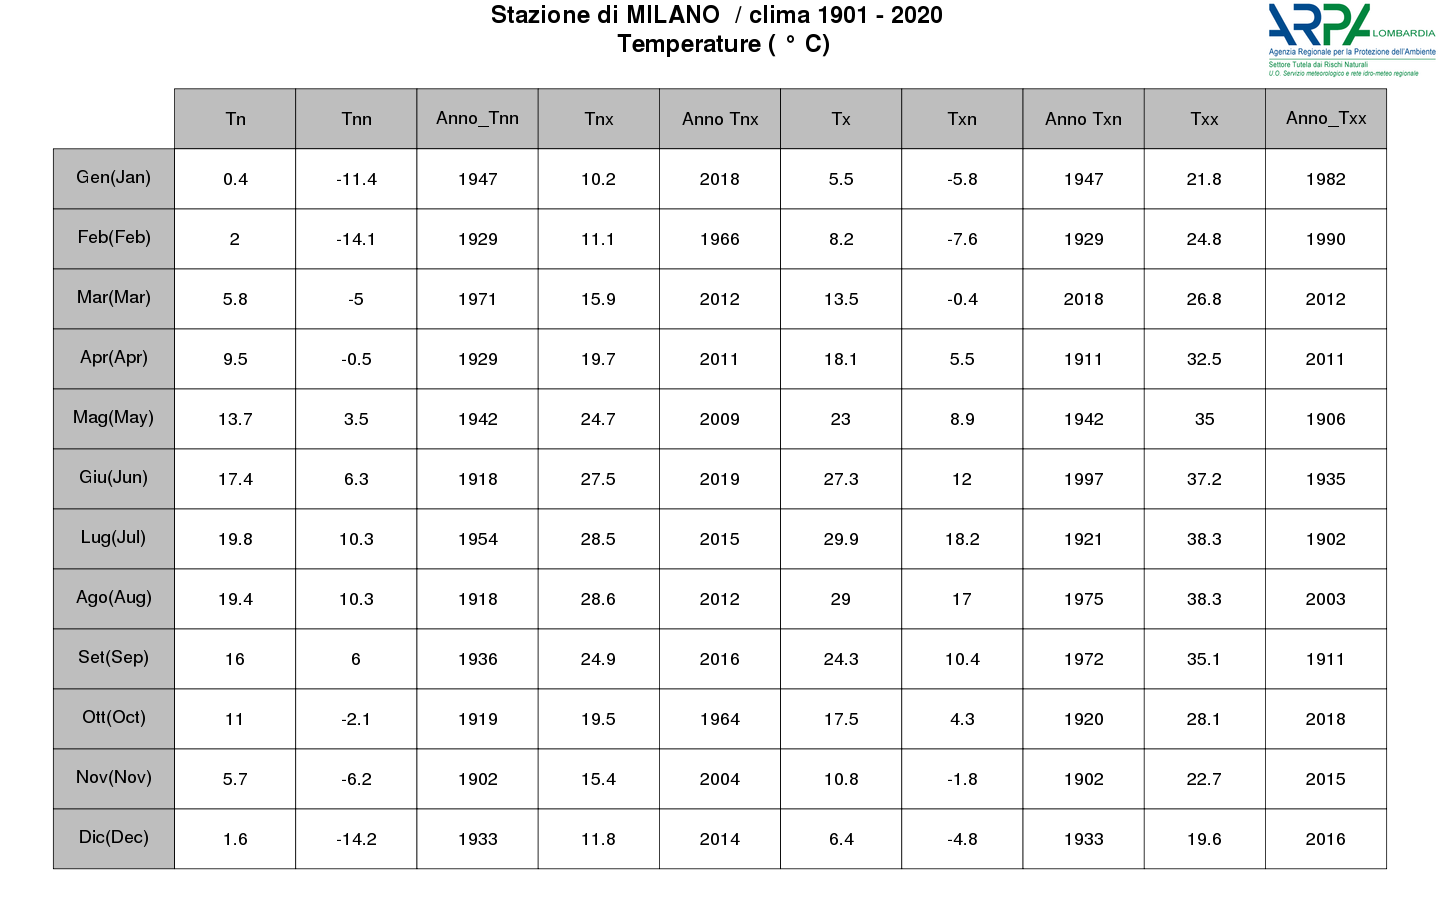 Stazione di MILANO / clima 1901 - 2020
Temperature ( ° C)
ARPA LOMBARDIA
Agenzia Regionale per la Protezione dell'Ambiente
Settore Tutela dai Rischi Naturali
U.O. Servizio meteorologico e rete idro-meteo regionale
Tn Tnn Anno_Tnn Tnx Anno Tnx Tx Txn Anno Txn Txx Anno_Txx
Gen(Jan) 0.4 -11.4 1947 10.2 2018 5.5 -5.8 1947 21.8 1982
Feb(Feb) 2 -14.1 1929 11.1 1966 8.2 -7.6 1929 24.8 1990
Mar(Mar) 5.8 -5 1971 15.9 2012 13.5 -0.4 2018 26.8 2012
Apr(Apr) 9.5 -0.5 1929 19.7 2011 18.1 5.5 1911 32.5 2011
Mag(May) 13.7 3.5 1942 24.7 2009 23 8.9 1942 35 1906
Giu(Jun) 17.4 6.3 1918 27.5 2019 27.3 12 1997 37.2 1935
Lug(Jul) 19.8 10.3 1954 28.5 2015 29.9 18.2 1921 38.3 1902
Ago(Aug) 19.4 10.3 1918 28.6 2012 29 17 1975 38.3 2003
Set(Sep) 16 6 1936 24.9 2016 24.3 10.4 1972 35.1 1911
Ott(Oct) 11 -2.1 1919 19.5 1964 17.5 4.3 1920 28.1 2018
Nov(Nov) 5.7 -6.2 1902 15.4 2004 10.8 -1.8 1902 22.7 2015
Dic(Dec) 1.6 -14.2 1933 11.8 2014 6.4 -4.8 1933 19.6 2016